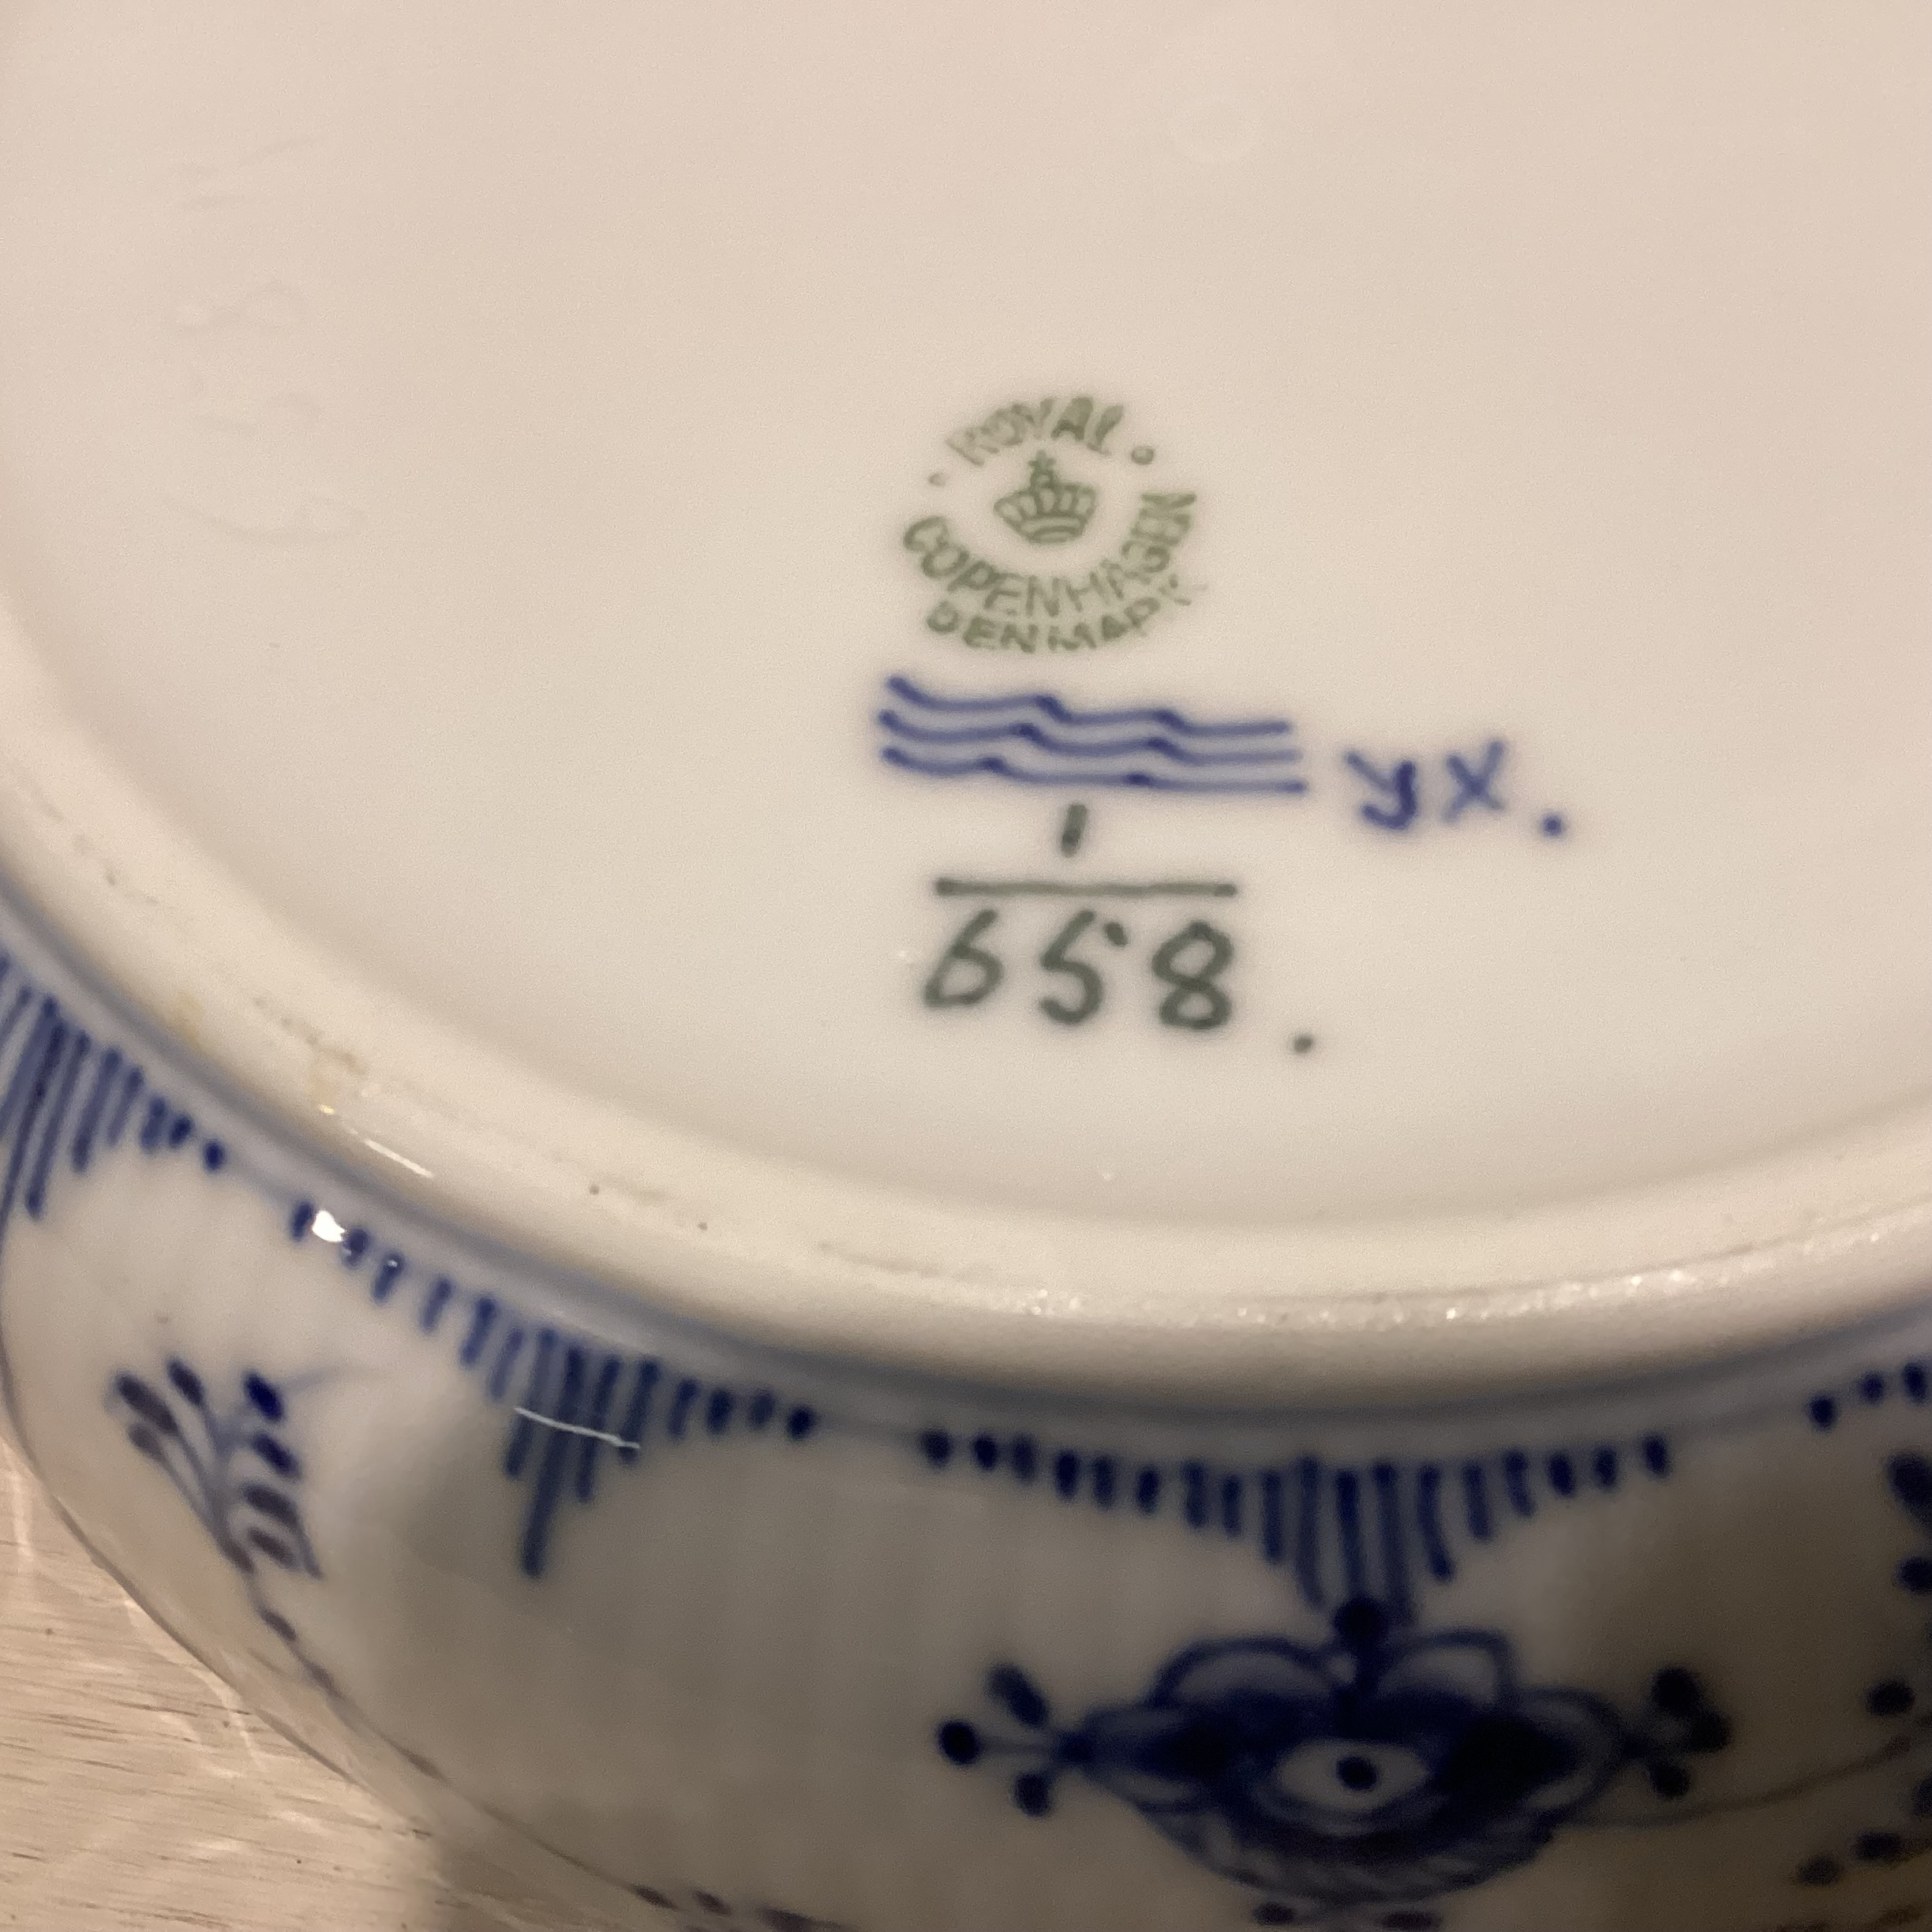 ROYAL
COPENHAGEN
DENMARK
yx.
1
658.